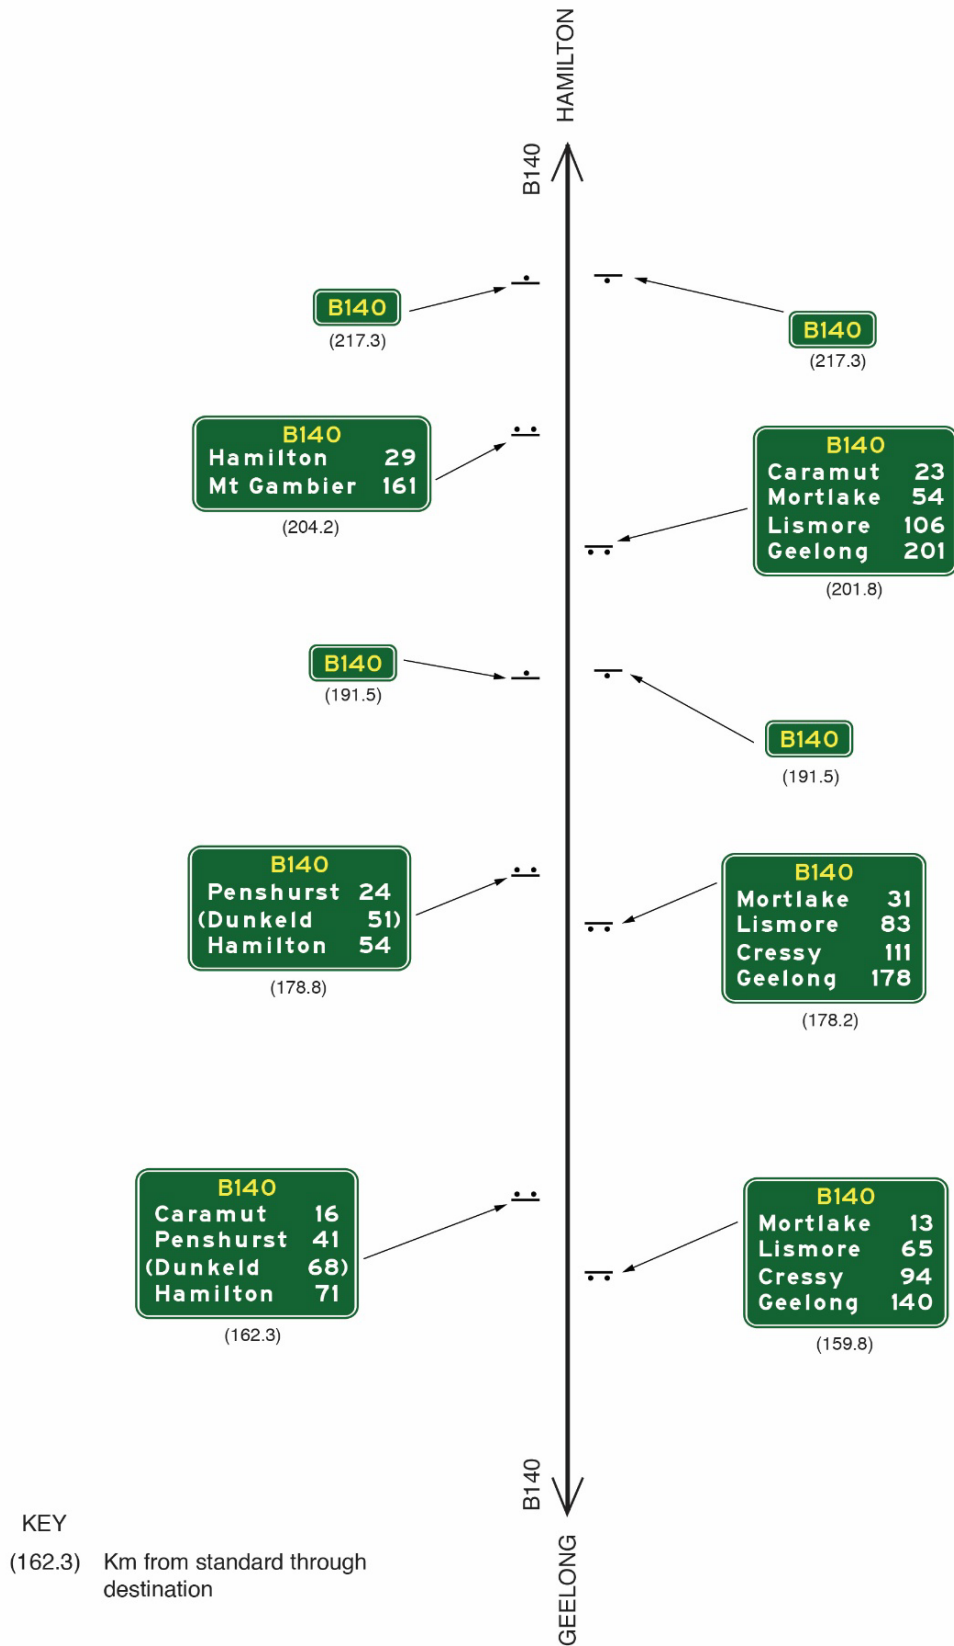 HAMILTON
B140
B140
(217.3)
B140
(217.3)
B140
Hamilton 29
Mt Gambier 161
(204.2)
B140
Caramut 23
Mortlake 54
Lismore 106
Geelong 201
(201.8)
B140
(191.5)
B140
(191.5)
B140
Penshurst 24
(Dunkeld 51)
Hamilton 54
(178.8)
B140
Mortlake 31
Lismore 83
Cressy 111
Geelong 178
(178.2)
B140
Caramut 16
Penshurst 41
(Dunkeld 68)
Hamilton 71
(162.3)
B140
Mortlake 13
Lismore 65
Cressy 94
Geelong 140
(159.8)
B140
GEELONG
KEY
(162.3) Km from standard through
destination